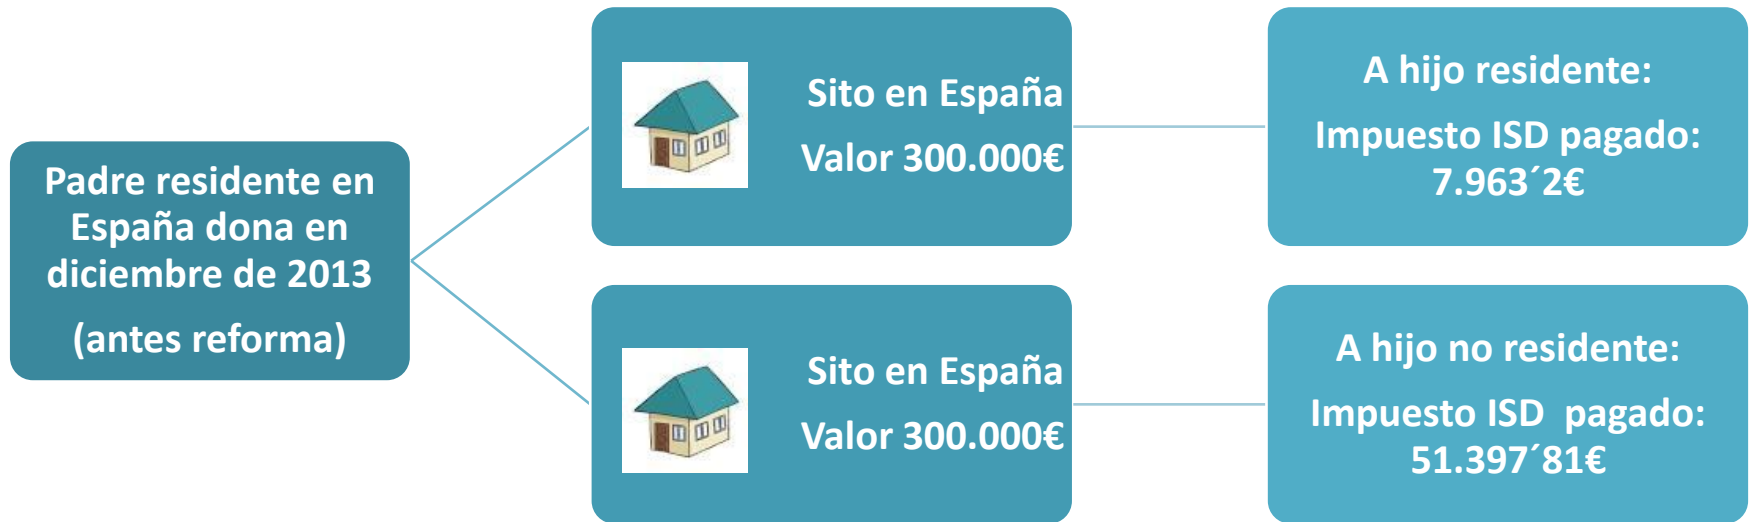 Padre residente en
España dona en
diciembre de 2013
(antes reforma)
Sito en España
Valor 300.000€
A hijo residente:
Impuesto ISD pagado:
7.963´2€
Sito en España
Valor 300.000€
A hijo no residente:
Impuesto ISD  pagado:
51.397´81€